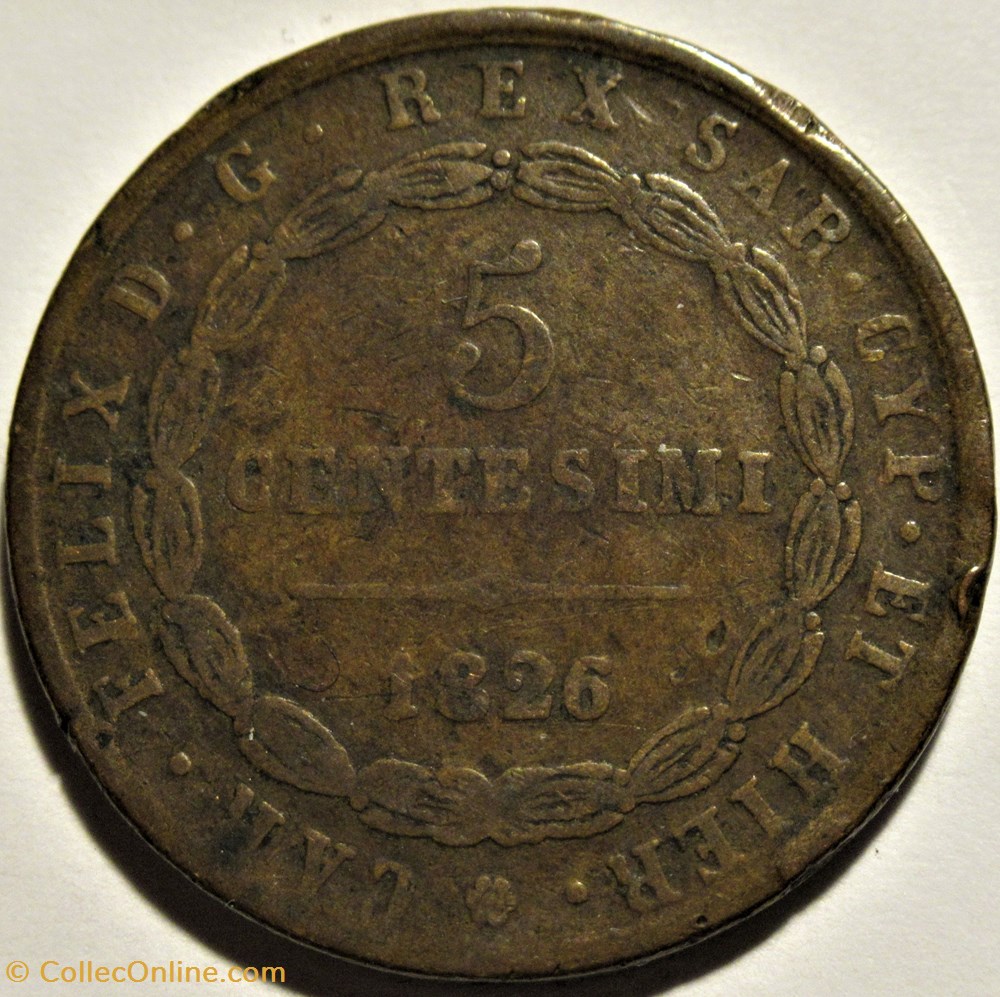 CAR · FELIX D · G · REX SAR · CYP · ET HIER ·
5
CENTESIMI
1826
© CollecOnline.com